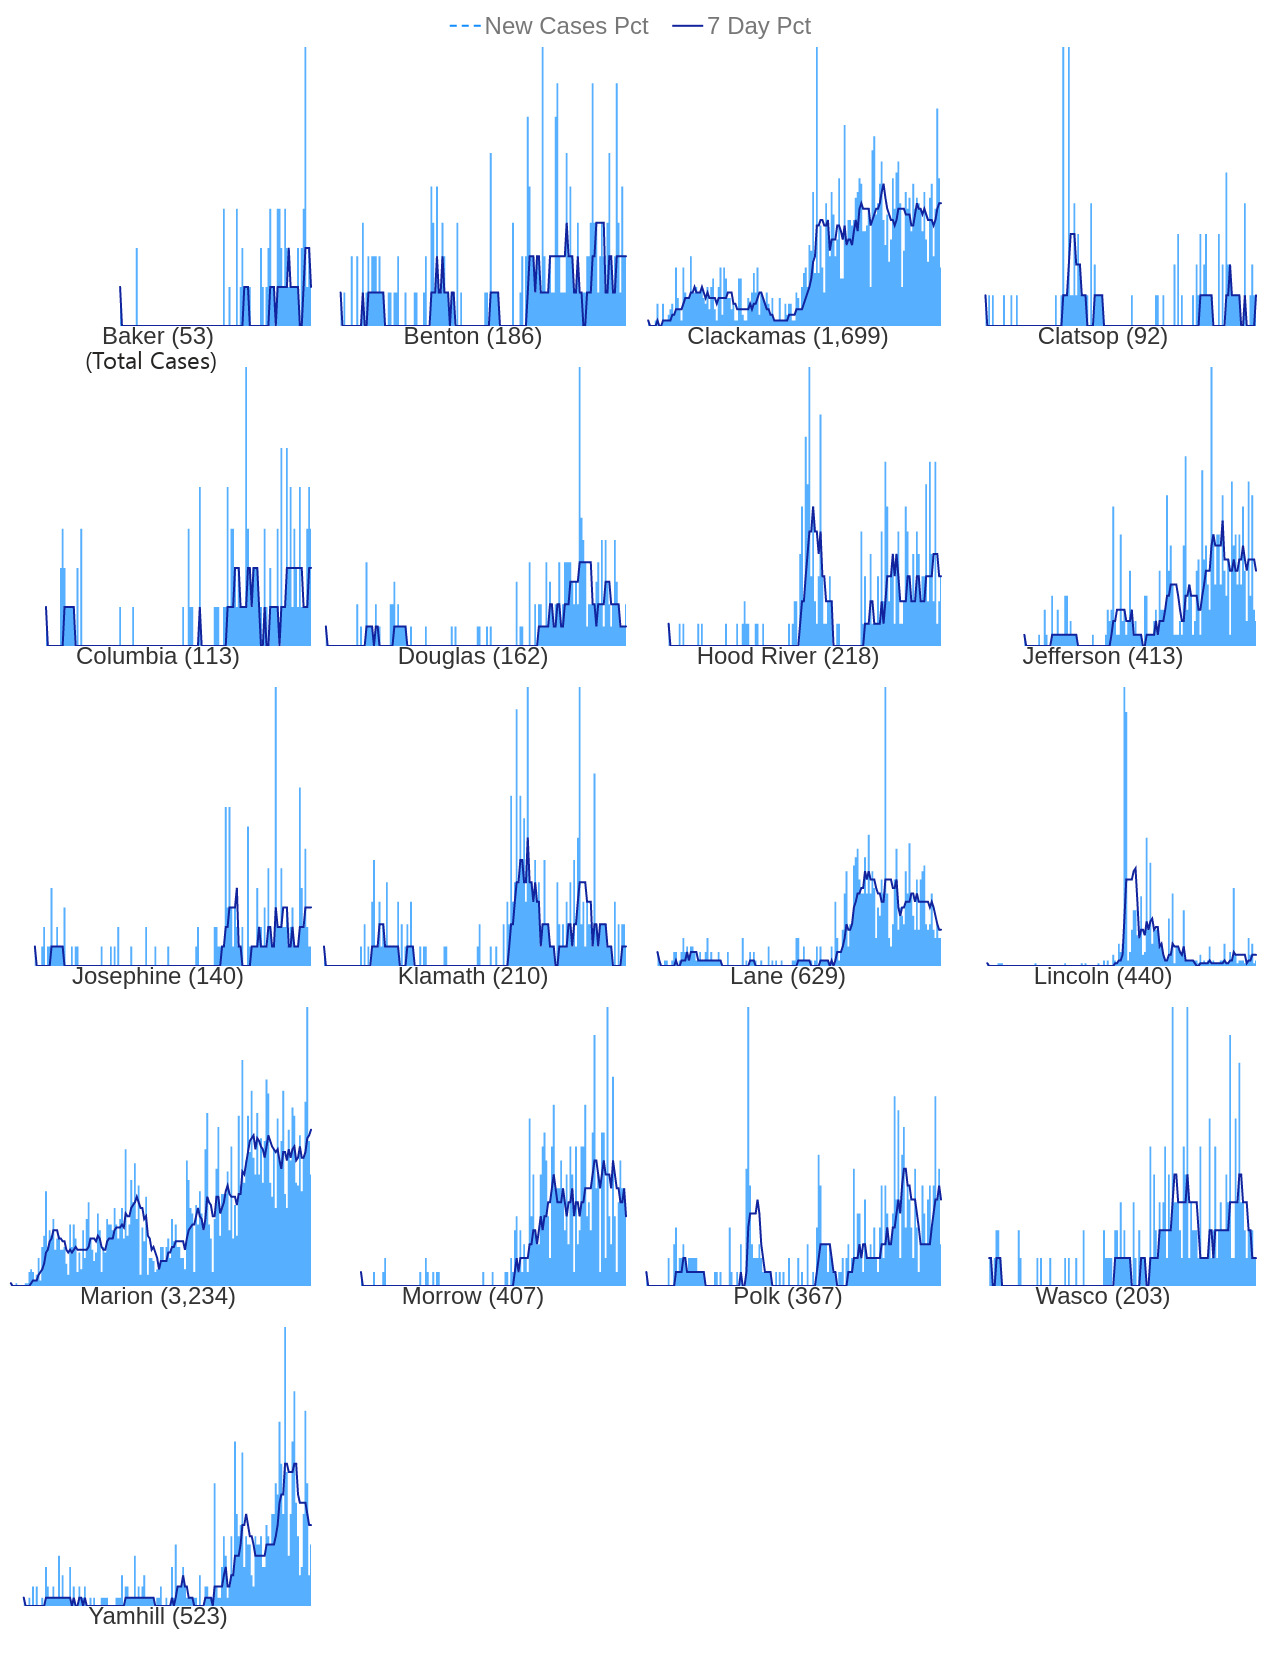 New Cases Pct 7 Day Pct
Baker (53) Benton (186) Clackamas (1,699) Clatsop (92)
(Total Cases)
Columbia (113) Douglas (162) Hood River (218) Jefferson (413)
Josephine (140) Klamath (210) Lane (629) Lincoln (440)
Marion (3,234) Morrow (407) Polk (367) Wasco (203)
Yamhill (523)